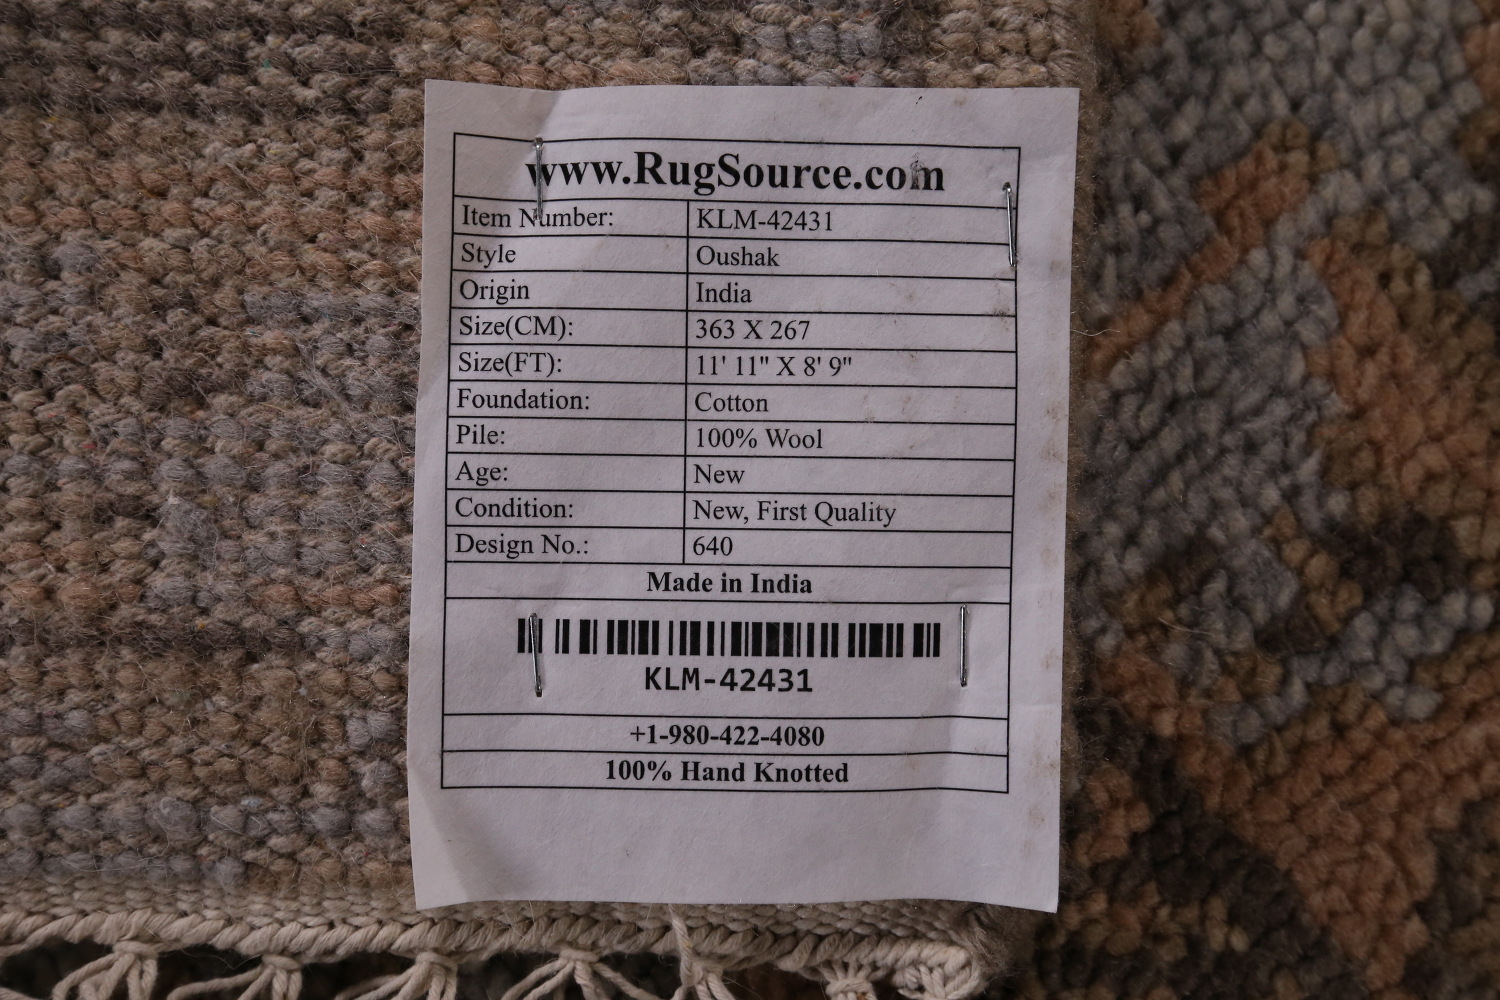 www.RugSource.com
Item Number: KLM-42431
Style Oushak
Origin India
Size(CM): 363 X 267
Size(FT): 11' 11" X 8' 9"
Foundation: Cotton
Pile: 100% Wool
Age: New
Condition: New, First Quality
Design No.: 640
Made in India
KLM-42431
+1-980-422-4080
100% Hand Knotted